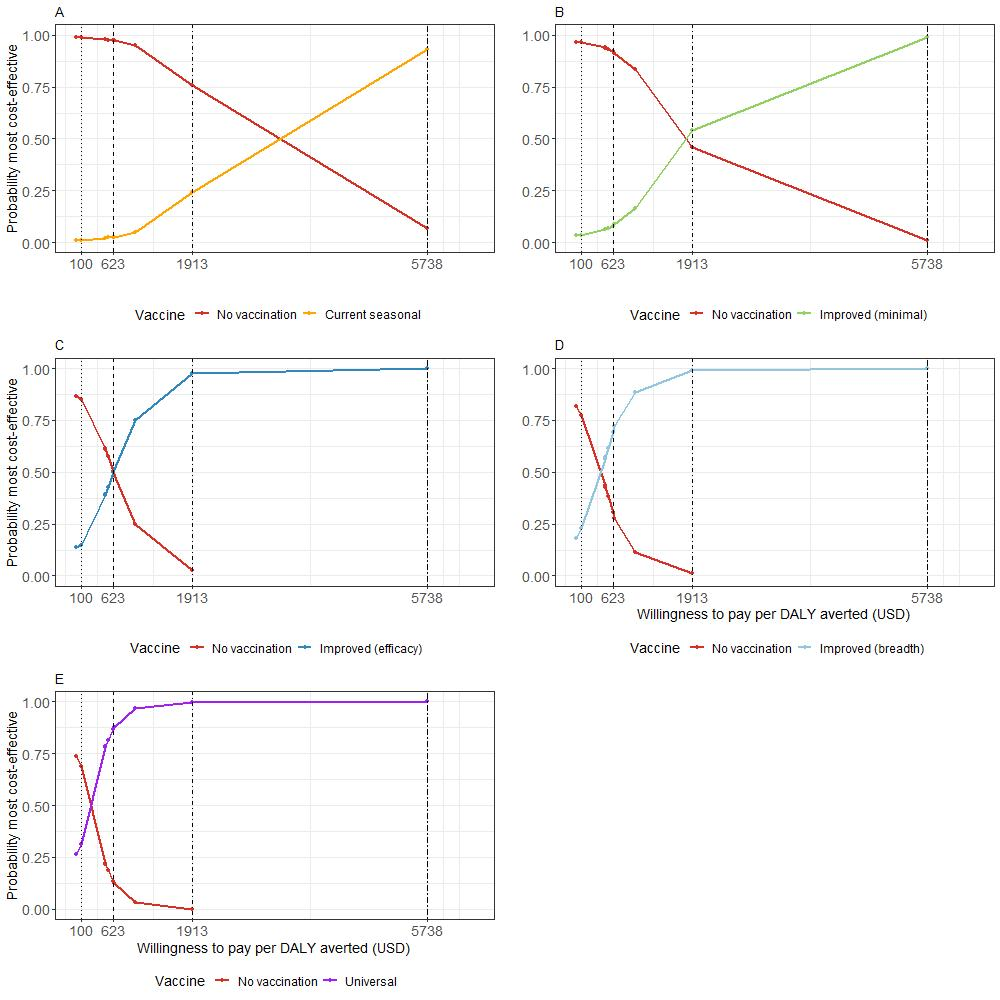 A
Probability most cost-effective
1.00
0.75
0.50
0.25
0.00
100 623 1913 5738
Vaccine No vaccination Current seasonal
B
1.00
0.75
0.50
0.25
0.00
100 623 1913 5738
Vaccine No vaccination Improved (minimal)
C
Probability most cost-effective
1.00
0.75
0.50
0.25
0.00
100 623 1913 5738
Vaccine No vaccination Improved (efficacy)
D
1.00
0.75
0.50
0.25
0.00
100 623 1913 5738
Willingness to pay per DALY averted (USD)
Vaccine No vaccination Improved (breadth)
E
Probability most cost-effective
1.00
0.75
0.50
0.25
0.00
100 623 1913 5738
Willingness to pay per DALY averted (USD)
Vaccine No vaccination Universal